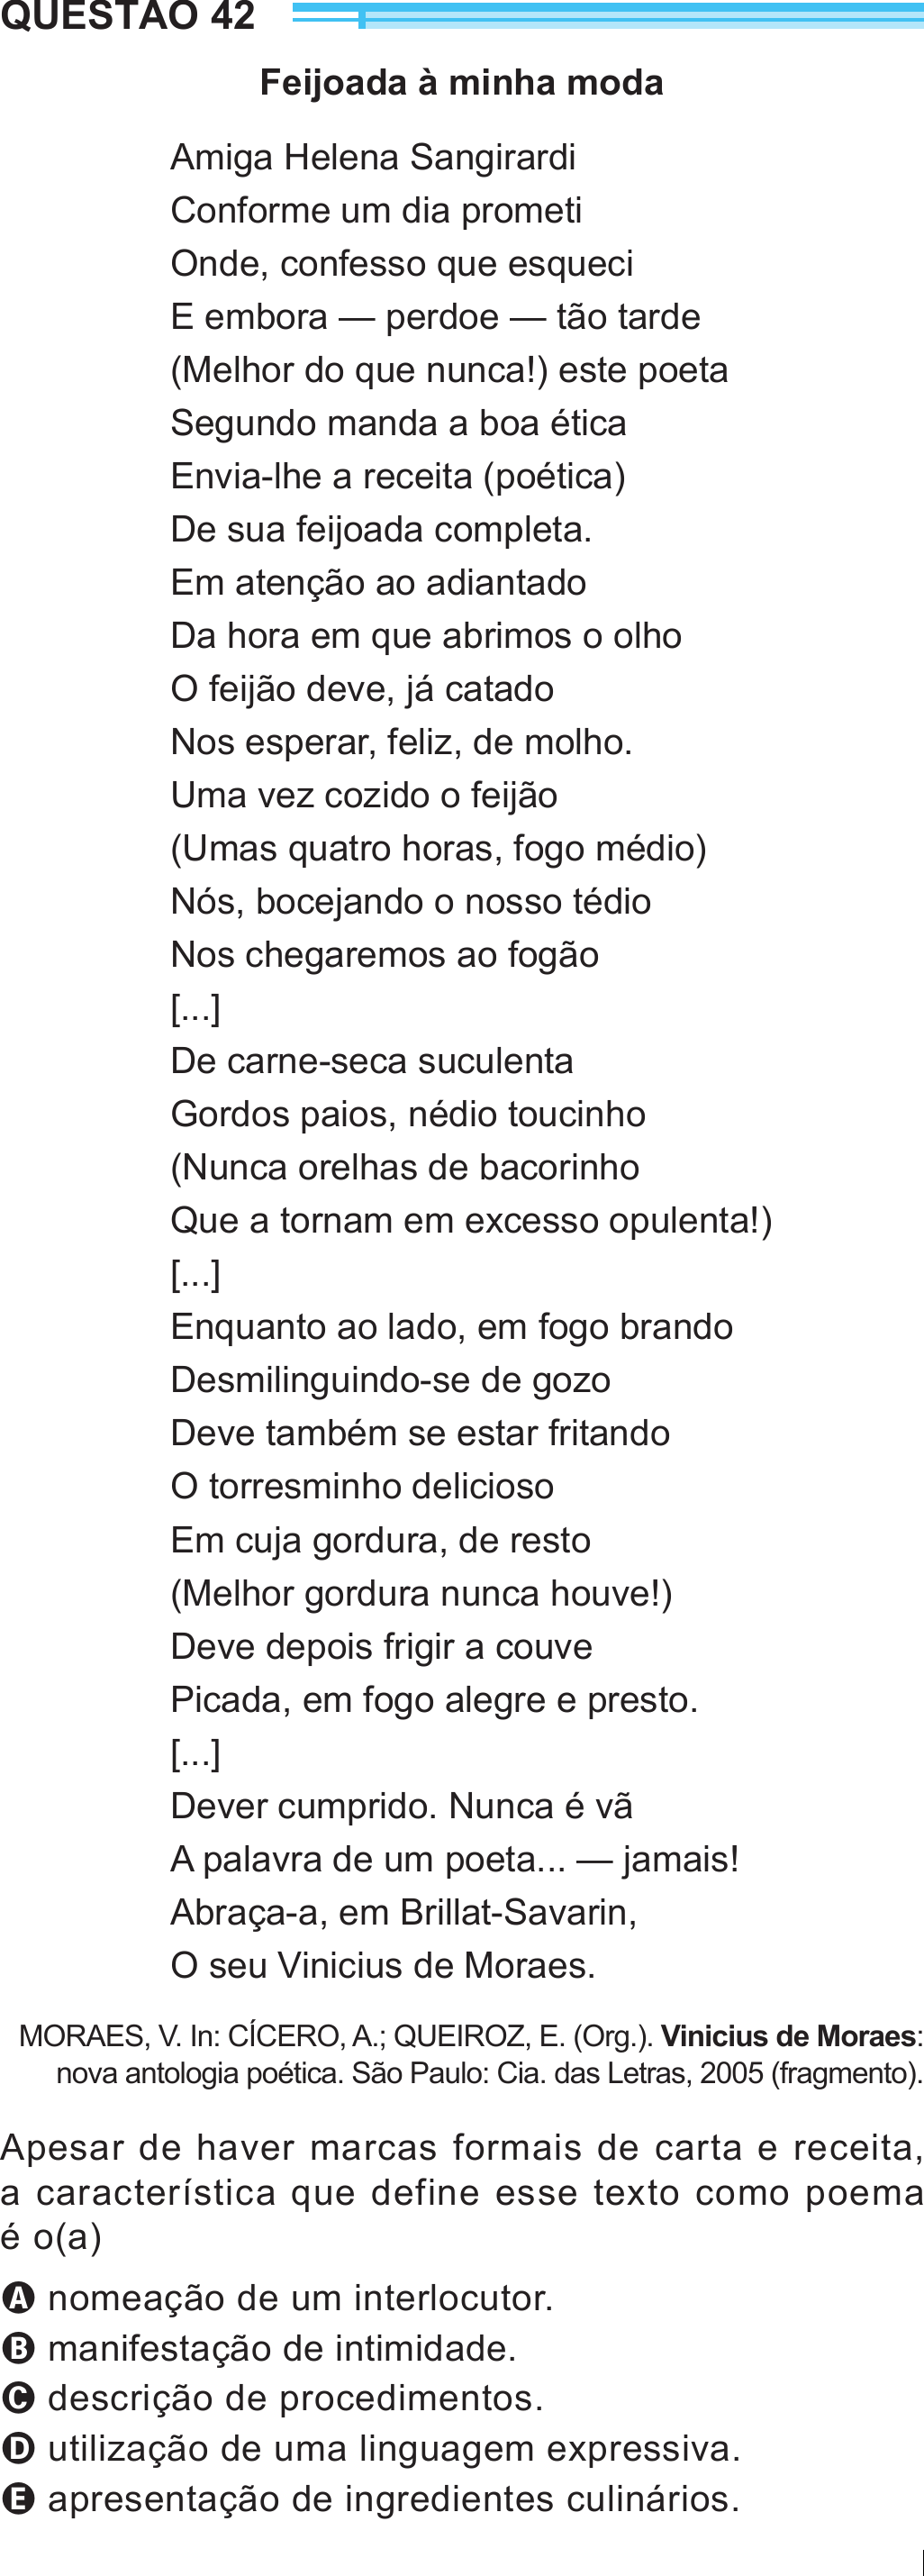 QUESTÃO 42
Feijoada à minha moda
Amiga Helena Sangirardi
Conforme um dia prometi
Onde, confesso que esqueci
E embora — perdoe — tão tarde
(Melhor do que nunca!) este poeta
Segundo manda a boa ética
Envia-lhe a receita (poética)
De sua feijoada completa.
Em atenção ao adiantado
Da hora em que abrimos o olho
O feijão deve, já catado
Nos esperar, feliz, de molho.
Uma vez cozido o feijão
(Umas quatro horas, fogo médio)
Nós, bocejando o nosso tédio
Nos chegaremos ao fogão
[...]
De carne-seca suculenta
Gordos paios, nédio toucinho
(Nunca orelhas de bacorinho
Que a tornam em excesso opulenta!)
[...]
Enquanto ao lado, em fogo brando
Desmilinguindo-se de gozo
Deve também se estar fritando
O torresminho delicioso
Em cuja gordura, de resto
(Melhor gordura nunca houve!)
Deve depois frigir a couve
Picada, em fogo alegre e presto.
[...]
Dever cumprido. Nunca é vã
A palavra de um poeta... — jamais!
Abraça-a, em Brillat-Savarin,
O seu Vinicius de Moraes.
MORAES, V. In: CÍCERO, A.; QUEIROZ, E. (Org.). Vinicius de Moraes:
nova antologia poética. São Paulo: Cia. das Letras, 2005 (fragmento).
Apesar de haver marcas formais de carta e receita,
a característica que define esse texto como poema
é o(a)
A nomeação de um interlocutor.
B manifestação de intimidade.
C descrição de procedimentos.
D utilização de uma linguagem expressiva.
E apresentação de ingredientes culinários.